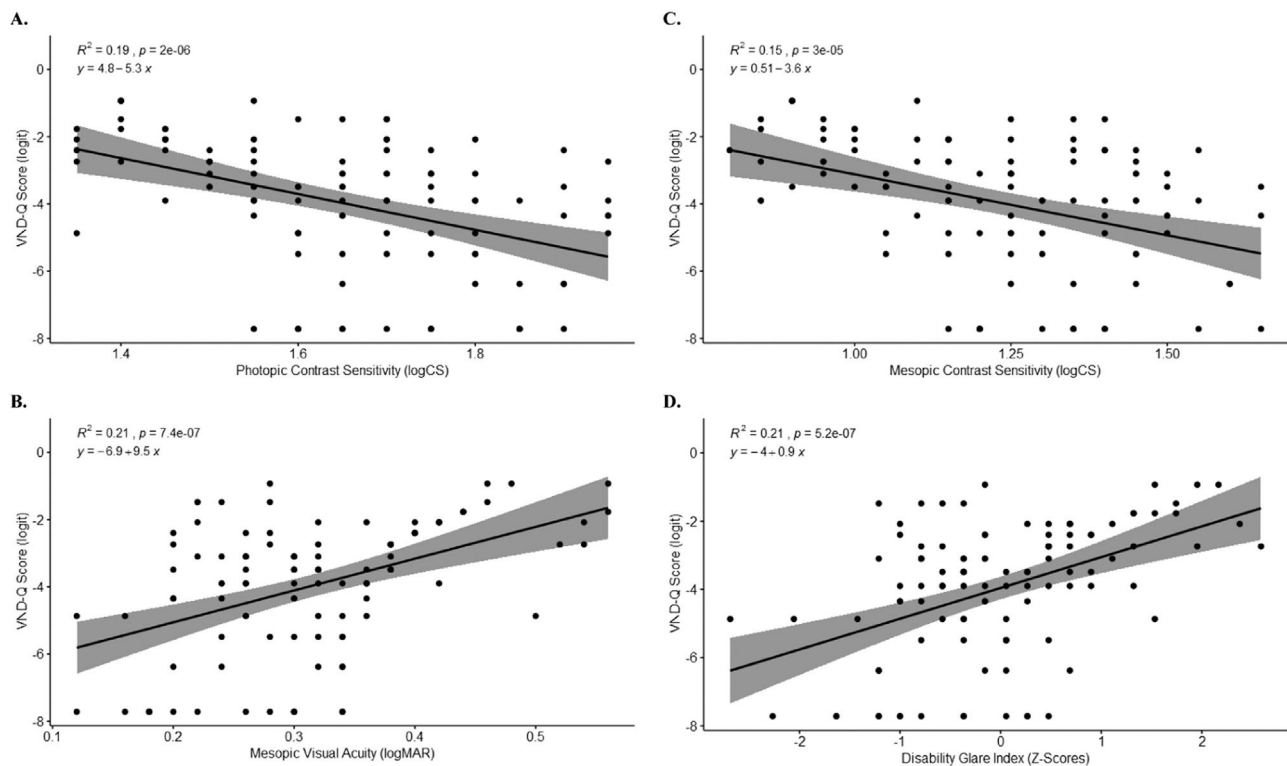 A.
R² = 0.19 , p = 2e-06
y = 4.8 − 5.3 x
0
-2
-4
-6
-8
VND-Q Score (logit)
1.4
1.6
1.8
Photopic Contrast Sensitivity (logCS)
C.
R² = 0.15 , p = 3e-05
y = 0.51 − 3.6 x
0
-2
-4
-6
-8
VND-Q Score (logit)
1.00
1.25
1.50
Mesopic Contrast Sensitivity (logCS)
B.
R² = 0.21 , p = 7.4e-07
y = −6.9 + 9.5 x
0
-2
-4
-6
-8
VND-Q Score (logit)
0.1
0.2
0.3
0.4
0.5
Mesopic Visual Acuity (logMAR)
D.
R² = 0.21 , p = 5.2e-07
y = −4 + 0.9 x
0
-2
-4
-6
-8
VND-Q Score (logit)
-2
-1
0
1
2
Disability Glare Index (Z-Scores)